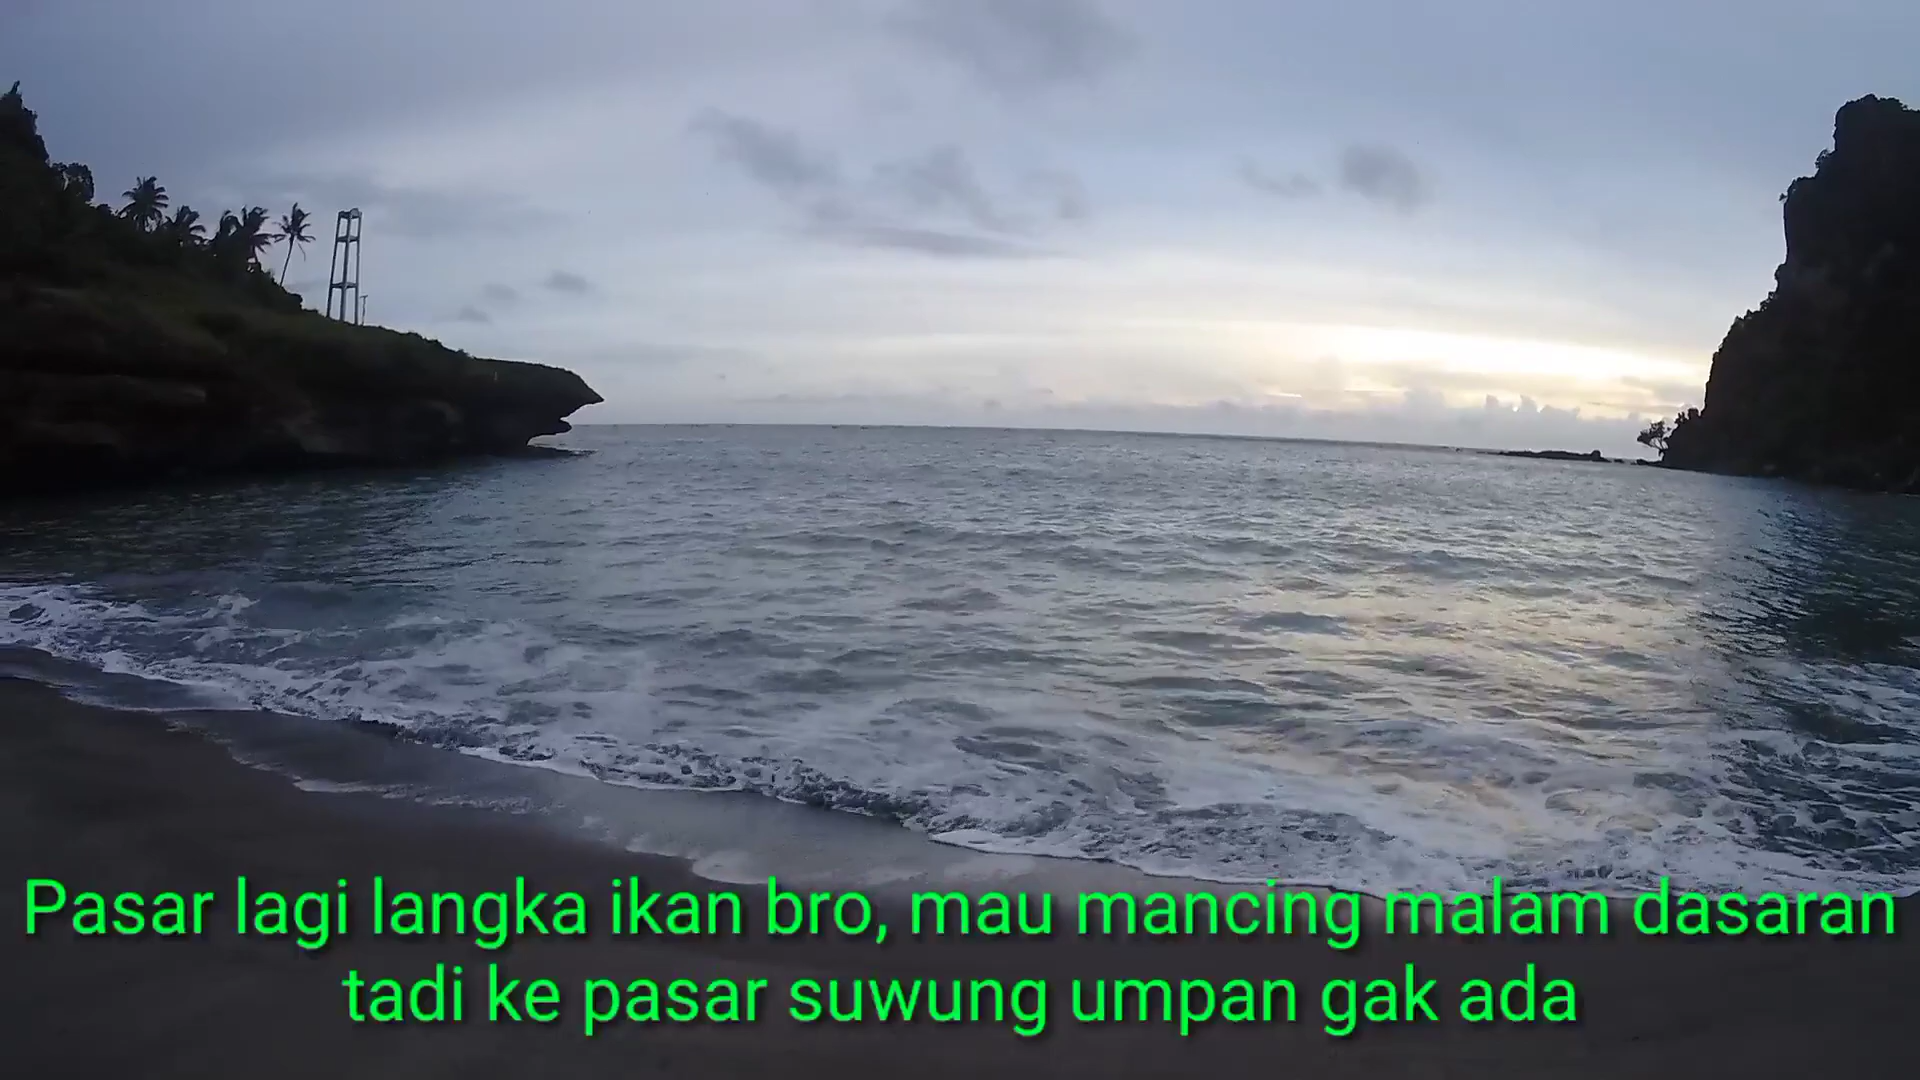 Pasar lagi langka ikan bro, mau mancing malam dasaran
tadi ke pasar suwung umpan gak ada